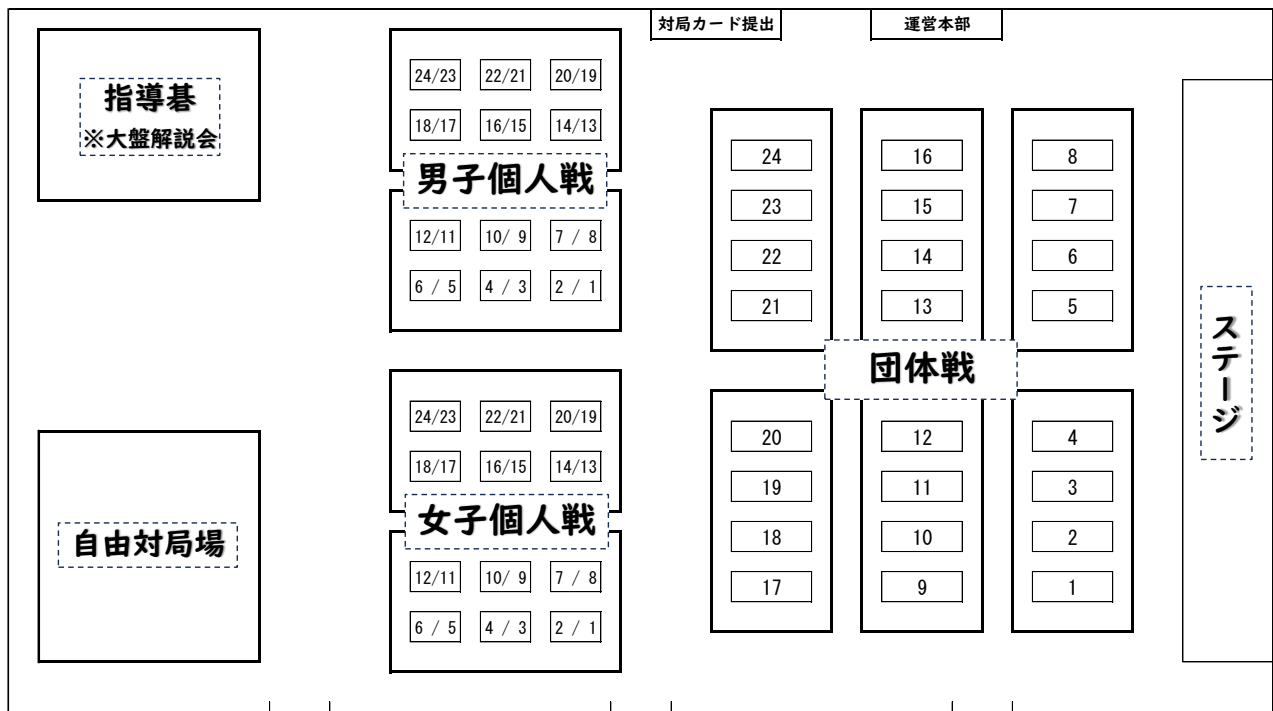 対局カード提出
運営本部
指導碁
※大盤解説会
24/23 22/21 20/19
18/17 16/15 14/13
男子個人戦
12/11 10/ 9 7 / 8
6 / 5 4 / 3 2 / 1
24/23 22/21 20/19
18/17 16/15 14/13
女子個人戦
12/11 10/ 9 7 / 8
6 / 5 4 / 3 2 / 1
自由対局場
24 16 8
23 15 7
22 14 6
21 13 5
団体戦
20 12 4
19 11 3
18 10 2
17 9 1
ステージ